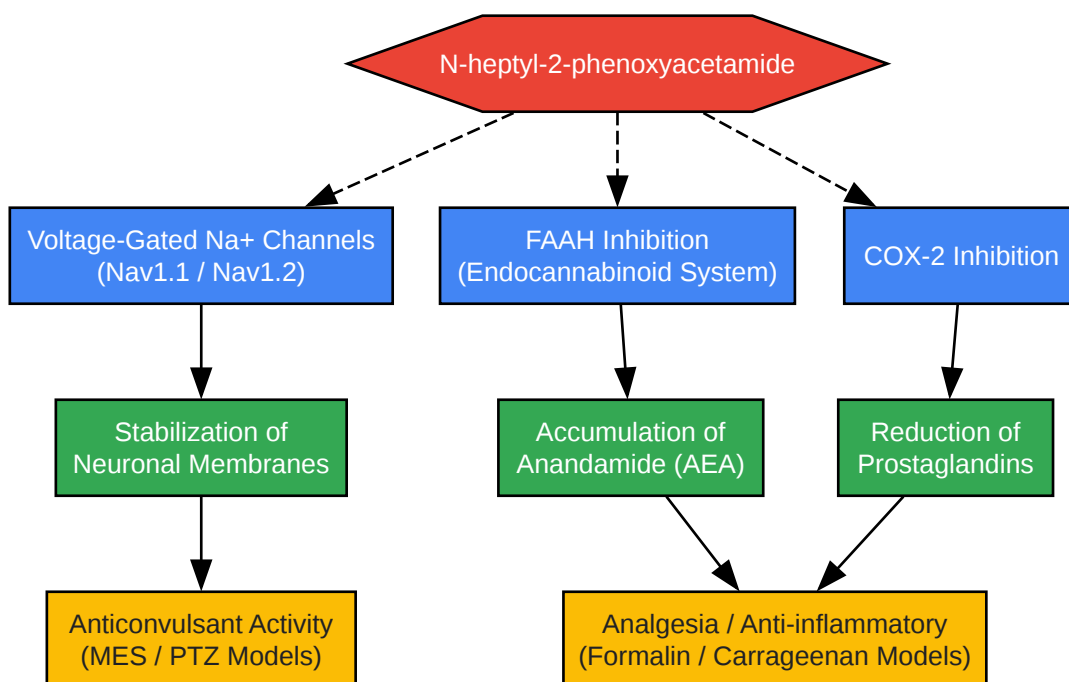 N-heptyl-2-phenoxyacetamide
Voltage-Gated Na+ Channels
(Nav1.1 / Nav1.2)
FAAH Inhibition
(Endocannabinoid System)
COX-2 Inhibition
Stabilization of
Neuronal Membranes
Accumulation of
Anandamide (AEA)
Reduction of
Prostaglandins
Anticonvulsant Activity
(MES / PTZ Models)
Analgesia / Anti-inflammatory
(Formalin / Carrageenan Models)